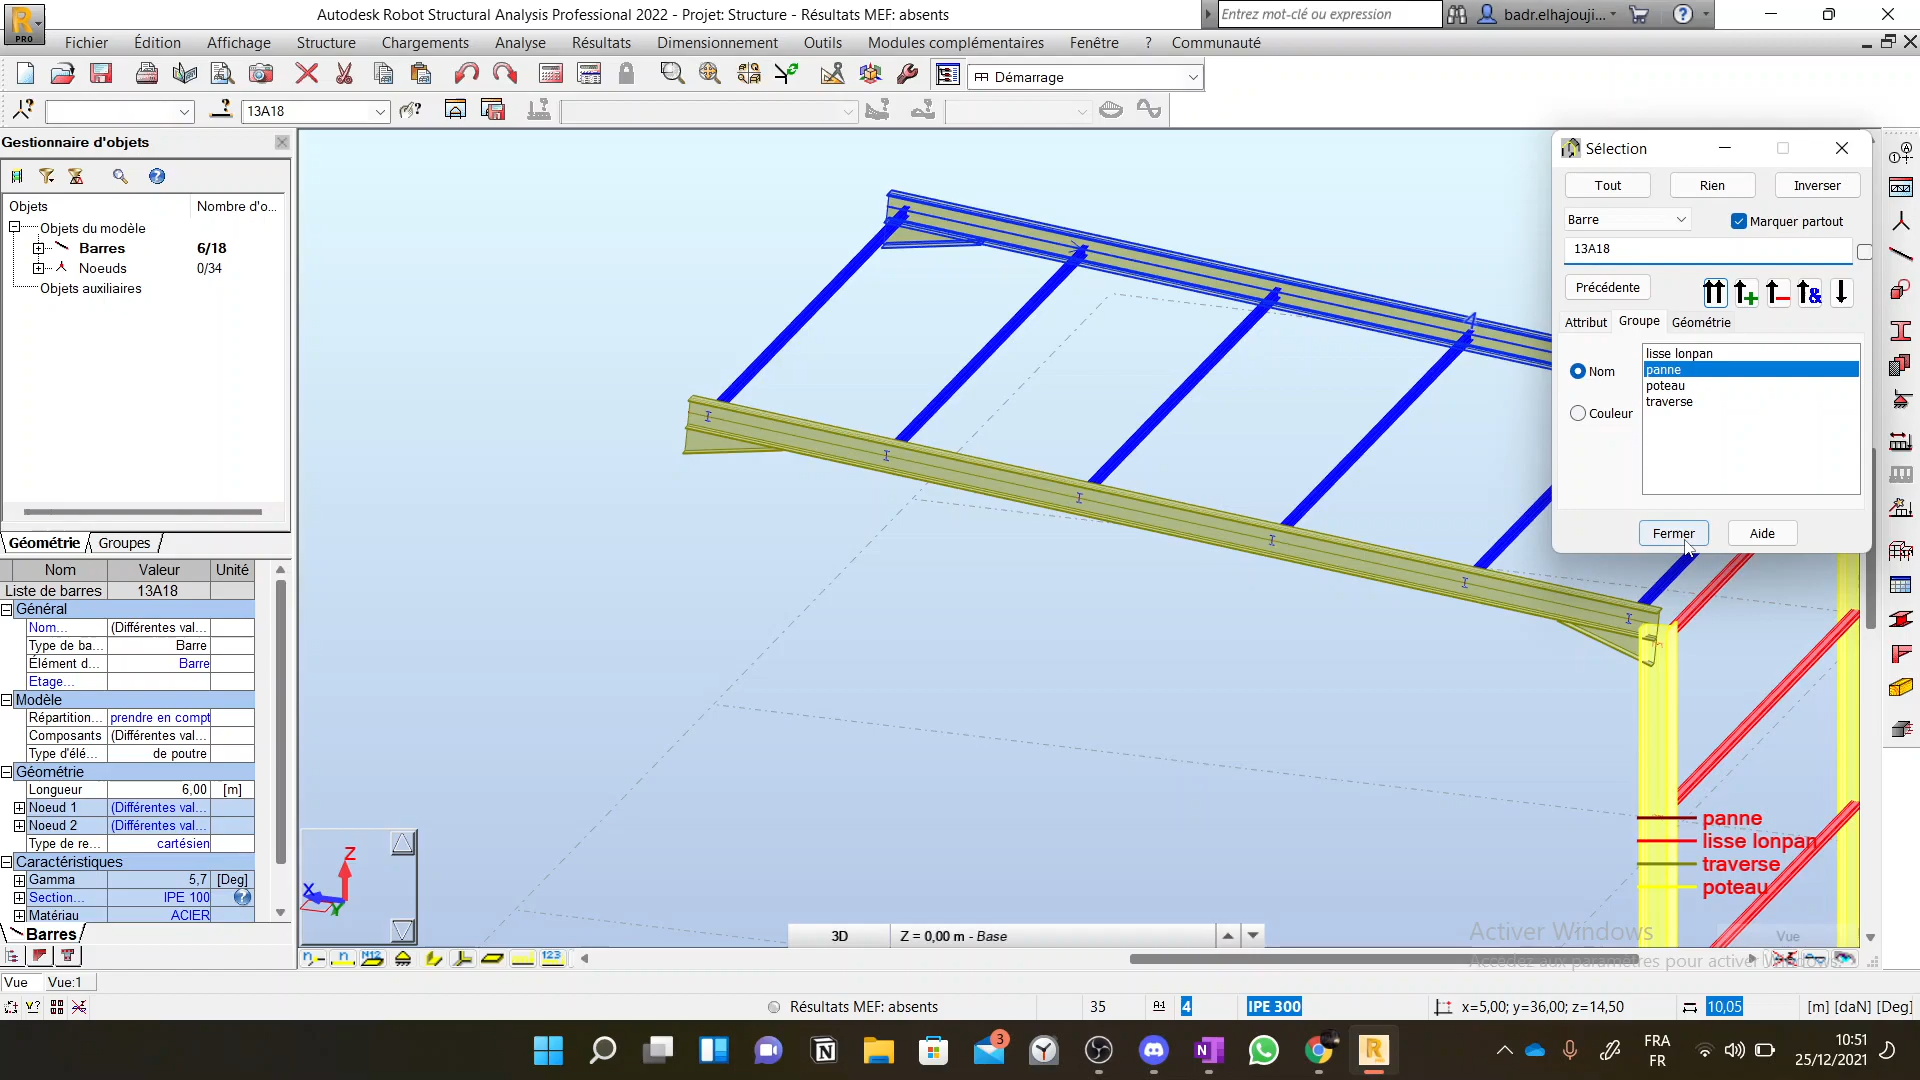 Autodesk Robot Structural Analysis Professional 2022 - Projet: Structure - Résultats MEF: absents
Entrez mot-clé ou expression
badr.elhajouji...
PRO
Fichier Édition Affichage Structure Chargements Analyse Résultats Dimensionnement Outils Modules complémentaires Fenêtre ? Communauté
Démarrage
13A18
Gestionnaire d'objets
Objets Nombre d'o...
Objets du modèle
Barres 6/18
Noeuds 0/34
Objets auxiliaires
Géométrie Groupes
Nom Valeur Unité
Liste de barres 13A18
Général
Nom... (Différentes val...
Type de ba... Barre
Élément d... Barre
Etage...
Modèle
Répartition... prendre en compt
Composants (Différentes val...
Type d'élé... de poutre
Géométrie
Longueur 6,00 [m]
Noeud 1 (Différentes val...
Noeud 2 (Différentes val...
Type de re... cartésien
Caractéristiques
Gamma 5,7 [Deg]
Section... IPE 100
Matériau ACIER
Barres
Sélection
Tout Rien Inverser
Barre Marquer partout
13A18
Précédente
Attribut Groupe Géométrie
Nom
Couleur
lisse lonpan
panne
poteau
traverse
Fermer Aide
4
panne
lisse lonpan
traverse
poteau
Z
X
Y
3D Z = 0,00 m - Base
Vue
Activer Windows
Accédez aux paramètres pour activer Windows.
Vue Vue:1
Résultats MEF: absents 35 4 IPE 300 x=5,00; y=36,00; z=14,50 10,05 [m] [daN] [Deg]
3
FRA
FR
10:51
25/12/2021